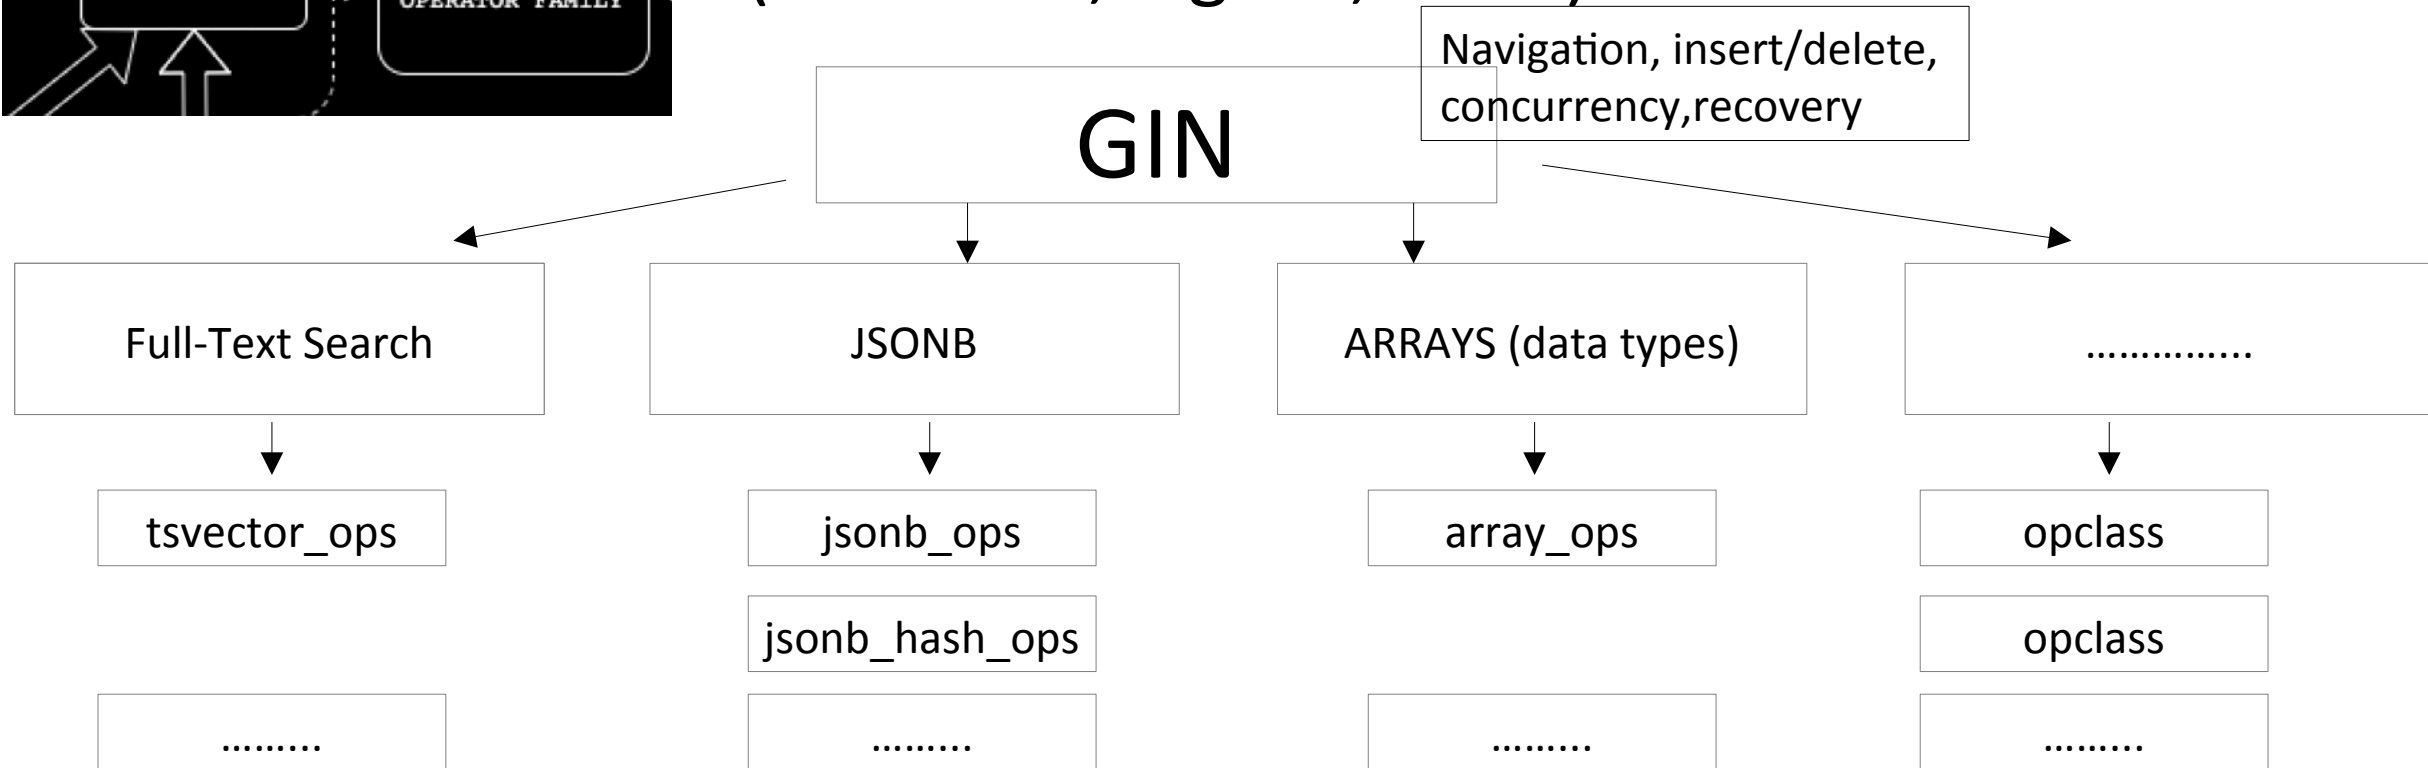 OPERATOR FAMILY
Navigation, insert/delete,
concurrency,recovery
GIN
Full-Text Search
JSONB
ARRAYS (data types)
……………..
tsvector_ops
jsonb_ops
array_ops
opclass
jsonb_hash_ops
opclass
……...
……...
……...
……...